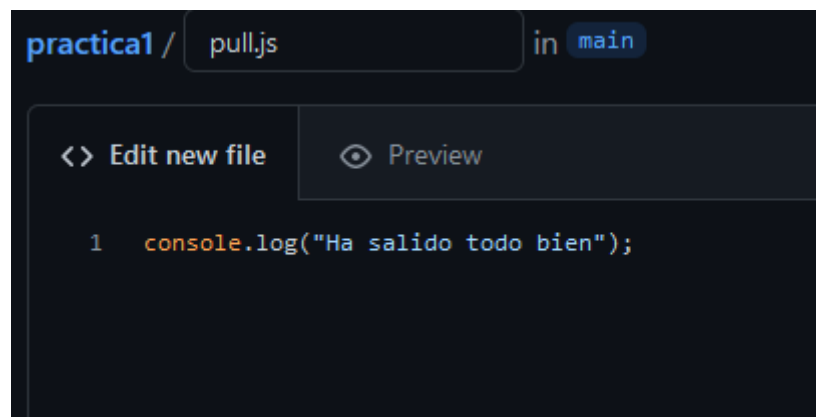 practica1 / pull.js in main
<> Edit new file Preview
1 console.log("Ha salido todo bien");